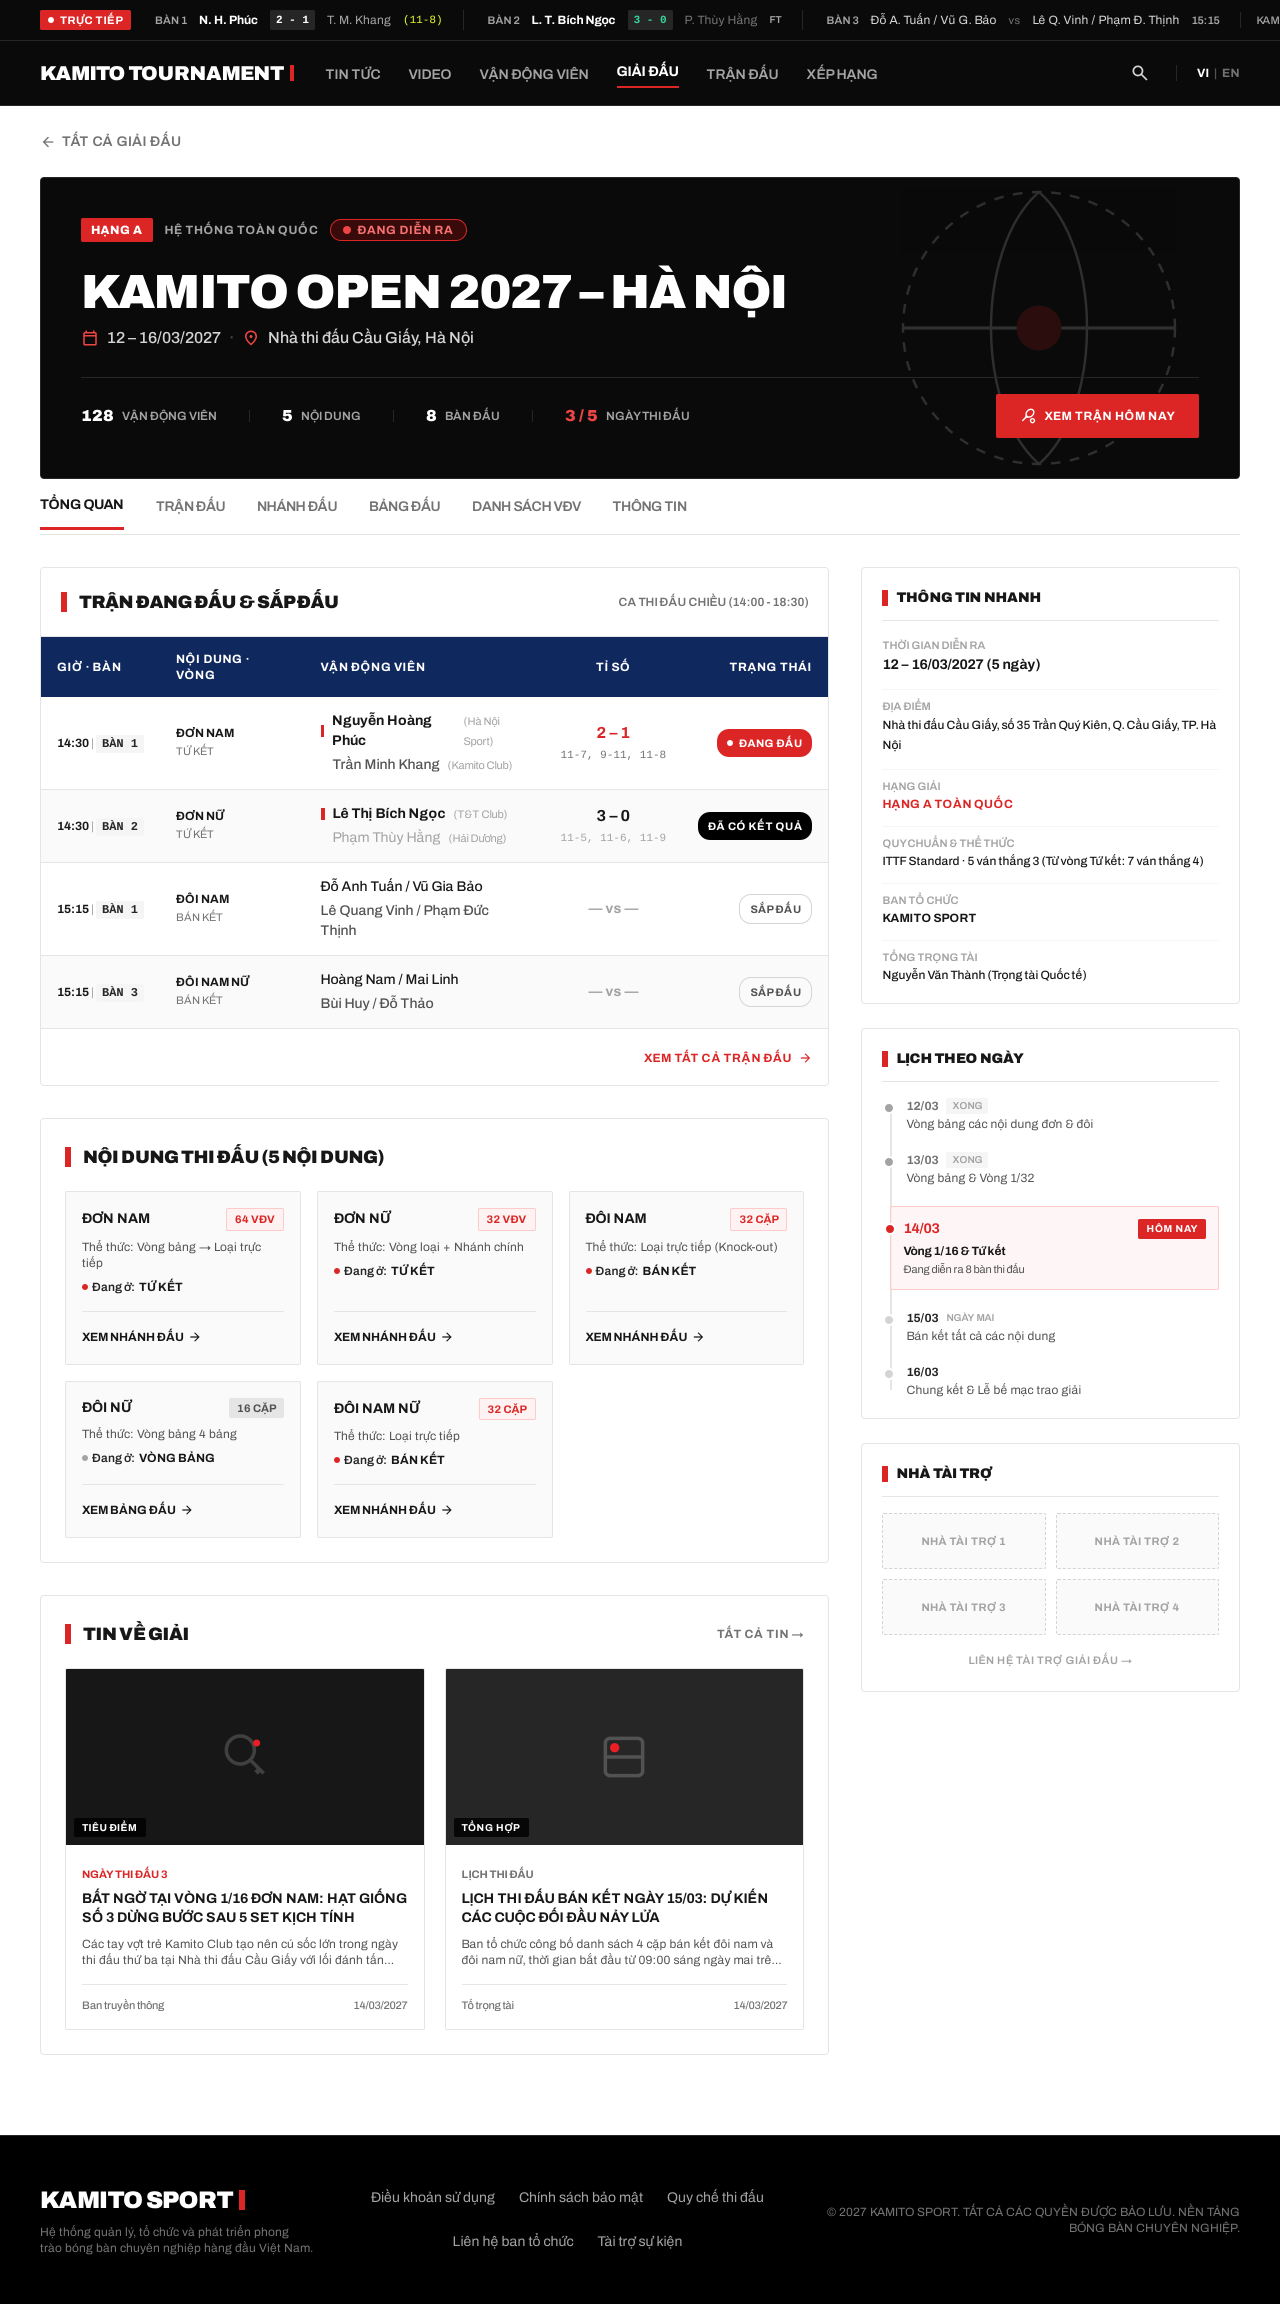 TRỰC TIẾP BÀN 1 N. H. Phúc 2 - 1 T. M. Khang (11-8) BÀN 2 L. T. Bích Ngọc 3 - 0 P. Thùy Hằng FT BÀN 3 Đỗ A. Tuấn / Vũ G. Bảo vs Lê Q. Vinh / Phạm Đ. Thịnh 15:15 KAM
KAMITO TOURNAMENT TIN TỨC VIDEO VẬN ĐỘNG VIÊN GIẢI ĐẤU TRẬN ĐẤU XẾP HẠNG VI | EN
← TẤT CẢ GIẢI ĐẤU
HẠNG A HỆ THỐNG TOÀN QUỐC ĐANG DIỄN RA
KAMITO OPEN 2027 – HÀ NỘI
12 – 16/03/2027 · Nhà thi đấu Cầu Giấy, Hà Nội
128 VẬN ĐỘNG VIÊN 5 NỘI DUNG 8 BÀN ĐẤU 3 / 5 NGÀY THI ĐẤU XEM TRẬN HÔM NAY
TỔNG QUAN TRẬN ĐẤU NHÁNH ĐẤU BẢNG ĐẤU DANH SÁCH VĐV THÔNG TIN
TRẬN ĐANG ĐẤU & SẮP ĐẤU CA THI ĐẤU CHIỀU (14:00 - 18:30)
GIỜ · BÀN NỘI DUNG · VÒNG VẬN ĐỘNG VIÊN TỈ SỐ TRẠNG THÁI
14:30 | BÀN 1 ĐƠN NAM TỨ KẾT
Nguyễn Hoàng Phúc (Hà Nội Sport)
Trần Minh Khang (Kamito Club)
2 – 1
11-7, 9-11, 11-8
ĐANG ĐẤU
14:30 | BÀN 2 ĐƠN NỮ TỨ KẾT
Lê Thị Bích Ngọc (T&T Club)
Phạm Thùy Hằng (Hải Dương)
3 – 0
11-5, 11-6, 11-9
ĐÃ CÓ KẾT QUẢ
15:15 | BÀN 1 ĐÔI NAM BÁN KẾT
Đỗ Anh Tuấn / Vũ Gia Bảo
Lê Quang Vinh / Phạm Đức Thịnh
— vs —
SẮP ĐẤU
15:15 | BÀN 3 ĐÔI NAM NỮ BÁN KẾT
Hoàng Nam / Mai Linh
Bùi Huy / Đỗ Thảo
— vs —
SẮP ĐẤU
XEM TẤT CẢ TRẬN ĐẤU →
NỘI DUNG THI ĐẤU (5 NỘI DUNG)
ĐƠN NAM 64 VĐV
Thể thức: Vòng bảng → Loại trực tiếp
Đang ở: TỨ KẾT
XEM NHÁNH ĐẤU →
ĐƠN NỮ 32 VĐV
Thể thức: Vòng loại + Nhánh chính
Đang ở: TỨ KẾT
XEM NHÁNH ĐẤU →
ĐÔI NAM 32 CẶP
Thể thức: Loại trực tiếp (Knock-out)
Đang ở: BÁN KẾT
XEM NHÁNH ĐẤU →
ĐÔI NỮ 16 CẶP
Thể thức: Vòng bảng 4 bảng
Đang ở: VÒNG BẢNG
XEM BẢNG ĐẤU →
ĐÔI NAM NỮ 32 CẶP
Thể thức: Loại trực tiếp
Đang ở: BÁN KẾT
XEM NHÁNH ĐẤU →
TIN VỀ GIẢI TẤT CẢ TIN →
TIÊU ĐIỂM
NGÀY THI ĐẤU 3
BẤT NGỜ TẠI VÒNG 1/16 ĐƠN NAM: HẠT GIỐNG
SỐ 3 DỪNG BƯỚC SAU 5 SET KỊCH TÍNH
Các tay vợt trẻ Kamito Club tạo nên cú sốc lớn trong ngày
thi đấu thứ ba tại Nhà thi đấu Cầu Giấy với lối đánh tấn...
Ban truyền thông 14/03/2027
TỔNG HỢP
LỊCH THI ĐẤU
LỊCH THI ĐẤU BÁN KẾT NGÀY 15/03: DỰ KIẾN
CÁC CUỘC ĐỐI ĐẦU NẢY LỬA
Ban tổ chức công bố danh sách 4 cặp bán kết đôi nam và
đôi nam nữ, thời gian bắt đầu từ 09:00 sáng ngày mai trê...
Tổ trọng tài 14/03/2027
THÔNG TIN NHANH
THỜI GIAN DIỄN RA
12 – 16/03/2027 (5 ngày)
ĐỊA ĐIỂM
Nhà thi đấu Cầu Giấy, số 35 Trần Quý Kiên, Q. Cầu Giấy, TP. Hà
Nội
HẠNG GIẢI
HẠNG A TOÀN QUỐC
QUY CHUẨN & THỂ THỨC
ITTF Standard · 5 ván thắng 3 (Từ vòng Tứ kết: 7 ván thắng 4)
BAN TỔ CHỨC
KAMITO SPORT
TỔNG TRỌNG TÀI
Nguyễn Văn Thành (Trọng tài Quốc tế)
LỊCH THEO NGÀY
12/03 XONG
Vòng bảng các nội dung đơn & đôi
13/03 XONG
Vòng bảng & Vòng 1/32
14/03 HÔM NAY
Vòng 1/16 & Tứ kết
Đang diễn ra 8 bàn thi đấu
15/03 NGÀY MAI
Bán kết tất cả các nội dung
16/03
Chung kết & Lễ bế mạc trao giải
NHÀ TÀI TRỢ
NHÀ TÀI TRỢ 1 NHÀ TÀI TRỢ 2
NHÀ TÀI TRỢ 3 NHÀ TÀI TRỢ 4
LIÊN HỆ TÀI TRỢ GIẢI ĐẤU →
KAMITO SPORT
Hệ thống quản lý, tổ chức và phát triển phong
trào bóng bàn chuyên nghiệp hàng đầu Việt Nam.
Điều khoản sử dụng Chính sách bảo mật Quy chế thi đấu
Liên hệ ban tổ chức Tài trợ sự kiện
© 2027 KAMITO SPORT. TẤT CẢ CÁC QUYỀN ĐƯỢC BẢO LƯU. NỀN TẢNG
BÓNG BÀN CHUYÊN NGHIỆP.